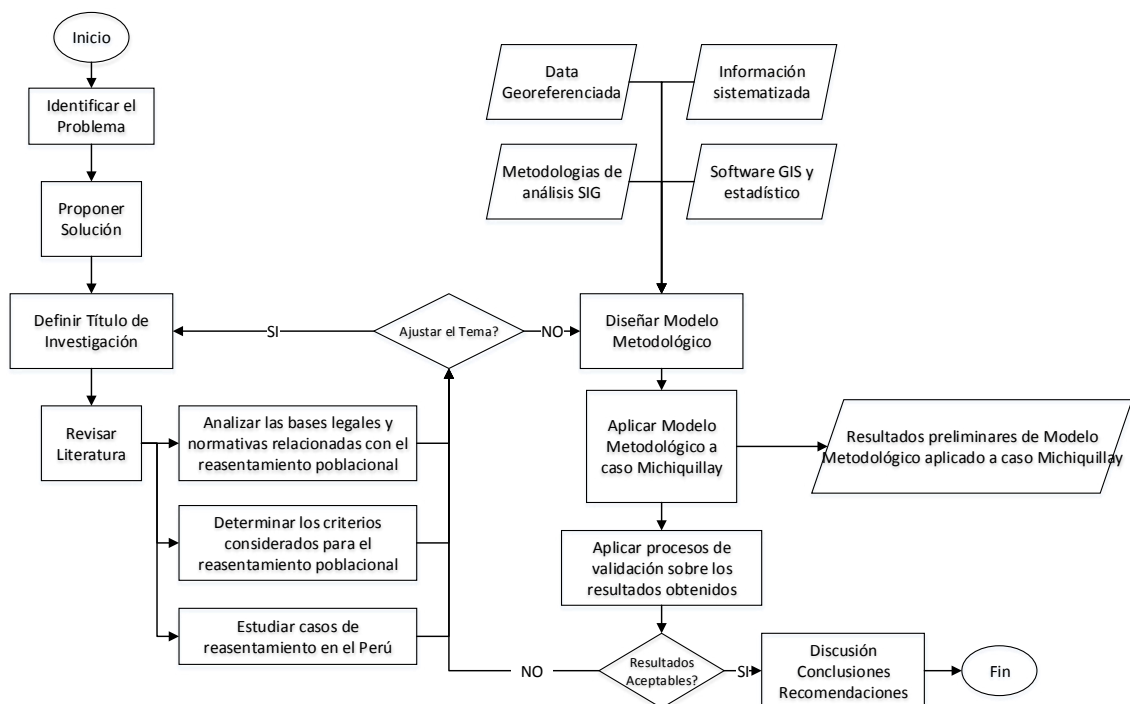 Inicio
Identificar el
Problema
Proponer
Solución
Definir Título de
Investigación
Revisar
Literatura
Analizar las bases legales y
normativas relacionadas con el
reasentamiento poblacional
Determinar los criterios
considerados para el
reasentamiento poblacional
Estudiar casos de
reasentamiento en el Perú
SI
Ajustar el Tema?
NO
Data
Georeferenciada
Información
sistematizada
Metodologias de
análisis SIG
Software GIS y
estadístico
Diseñar Modelo
Metodológico
Aplicar Modelo
Metodológico a
caso Michiquillay
Resultados preliminares de Modelo
Metodológico aplicado a caso Michiquillay
Aplicar procesos de
validación sobre los
resultados obtenidos
NO
Resultados
Aceptables?
SI
Discusión
Conclusiones
Recomendaciones
Fin